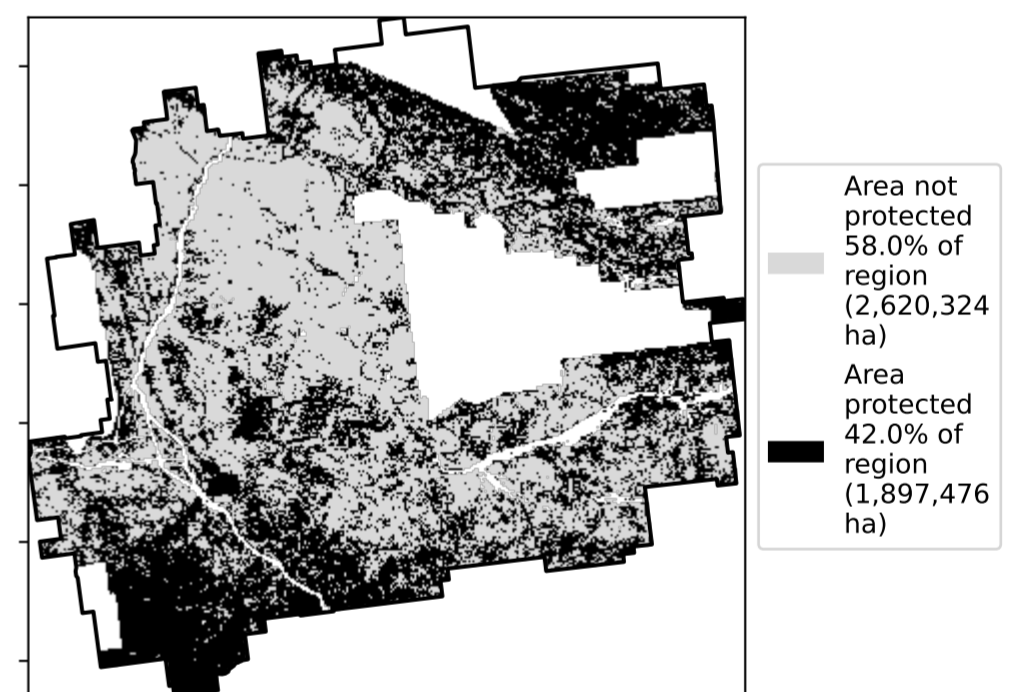 Area not
protected
58.0% of
region
(2,620,324
ha)
Area
protected
42.0% of
region
(1,897,476
ha)